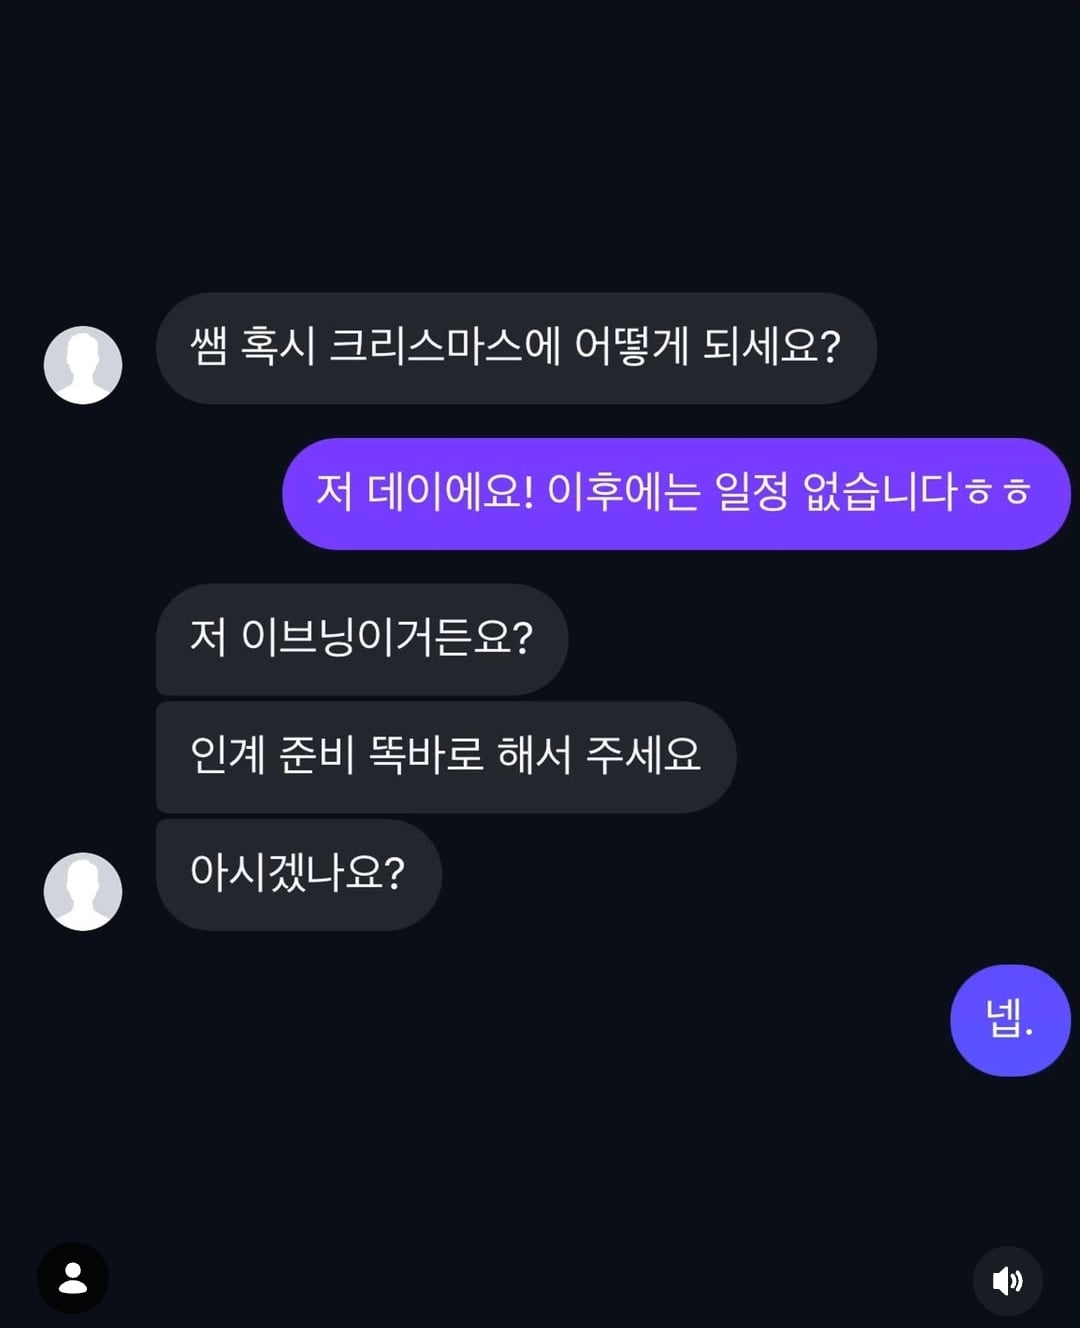 쌤 혹시 크리스마스에 어떻게 되세요?
저 데이에요! 이후에는 일정 없습니다ㅎㅎ
저 이브닝이거든요?
인계 준비 똑바로 해서 주세요
아시겠나요?
넵.